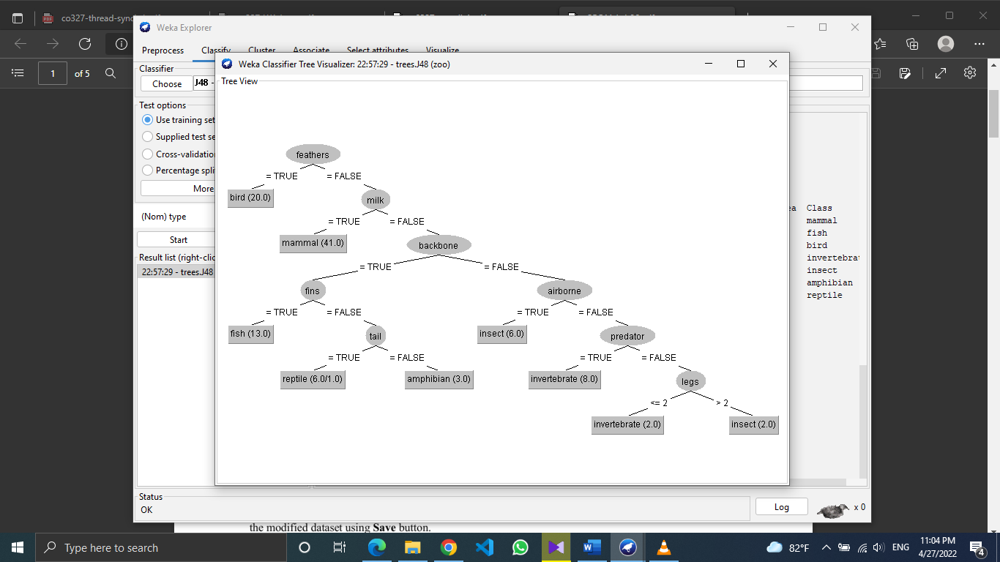 co327-thread-sync
Weka Explorer
1 of 5
Preprocess Classify Cluster Associate Select attributes Visualize
Classifier
Choose J48 -
Test options
Use training set
Supplied test se
Cross-validation
Percentage spli
More
(Nom) type
Start
Result list (right-clic
22:57:29 - trees.J48
Weka Classifier Tree Visualizer: 22:57:29 - trees.J48 (zoo)
Tree View
feathers
= TRUE = FALSE
bird (20.0) milk
= TRUE = FALSE
mammal (41.0) backbone
= TRUE = FALSE
fins airborne
= TRUE = FALSE = TRUE = FALSE
fish (13.0) tail insect (6.0) predator
= TRUE = FALSE = TRUE = FALSE
reptile (6.0/1.0) amphibian (3.0) invertebrate (8.0) legs
<= 2 > 2
invertebrate (2.0) insect (2.0)
ea Class
mammal
fish
bird
invertebrat
insect
amphibian
reptile
Status
OK
Log x 0
the modified dataset using Save button.
Type here to search
82°F ENG 11:04 PM
4/27/2022
4